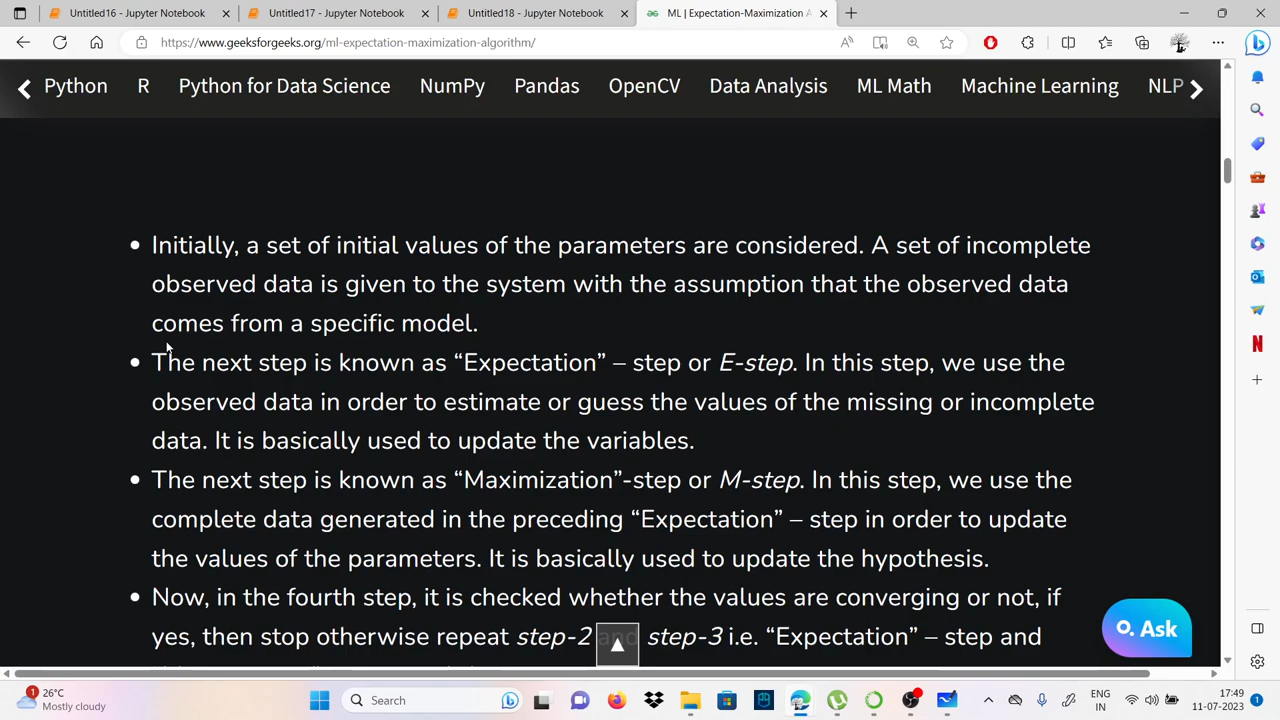 Untitled16 - Jupyter Notebook
Untitled17 - Jupyter Notebook
Untitled18 - Jupyter Notebook
ML | Expectation-Maximization A
https://www.geeksforgeeks.org/ml-expectation-maximization-algorithm/
Python R Python for Data Science NumPy Pandas OpenCV Data Analysis ML Math Machine Learning NLP
• Initially, a set of initial values of the parameters are considered. A set of incomplete
observed data is given to the system with the assumption that the observed data
comes from a specific model.
• The next step is known as “Expectation” – step or E-step. In this step, we use the
observed data in order to estimate or guess the values of the missing or incomplete
data. It is basically used to update the variables.
• The next step is known as “Maximization”-step or M-step. In this step, we use the
complete data generated in the preceding “Expectation” – step in order to update
the values of the parameters. It is basically used to update the hypothesis.
• Now, in the fourth step, it is checked whether the values are converging or not, if
yes, then stop otherwise repeat step-2 and step-3 i.e. “Expectation” – step and
Ask
1
26°C
Mostly cloudy
Search
ENG
IN
17:49
11-07-2023
1